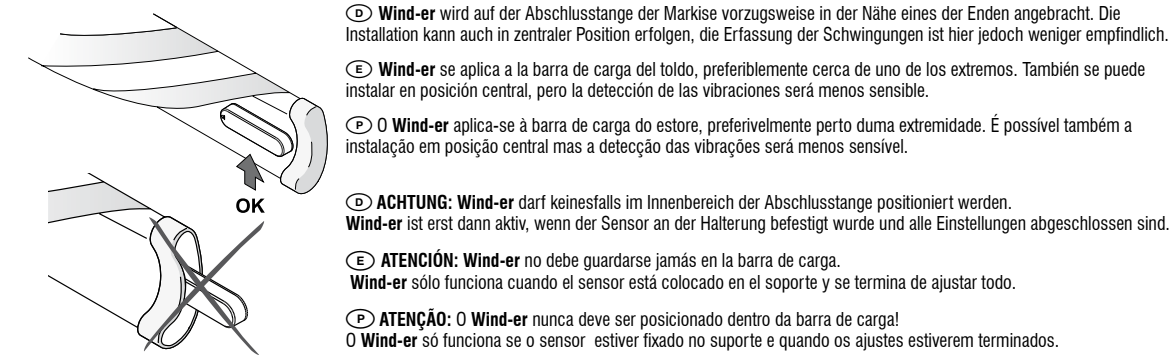 D Wind-er wird auf der Abschlusstange der Markise vorzugsweise in der Nähe eines der Enden angebracht. Die
Installation kann auch in zentraler Position erfolgen, die Erfassung der Schwingungen ist hier jedoch weniger empfindlich.
E Wind-er se aplica a la barra de carga del toldo, preferiblemente cerca de uno de los extremos. También se puede
instalar en posición central, pero la detección de las vibraciones será menos sensible.
P O Wind-er aplica-se à barra de carga do estore, preferivelmente perto duma extremidade. É possível também a
instalação em posição central mas a detecção das vibrações será menos sensível.
OK
D ACHTUNG: Wind-er darf keinesfalls im Innenbereich der Abschlusstange positioniert werden.
Wind-er ist erst dann aktiv, wenn der Sensor an der Halterung befestigt wurde und alle Einstellungen abgeschlossen sind.
E ATENCIÓN: Wind-er no debe guardarse jamás en la barra de carga.
Wind-er sólo funciona cuando el sensor está colocado en el soporte y se termina de ajustar todo.
P ATENÇÃO: O Wind-er nunca deve ser posicionado dentro da barra de carga!
O Wind-er só funciona se o sensor estiver fixado no suporte e quando os ajustes estiverem terminados.